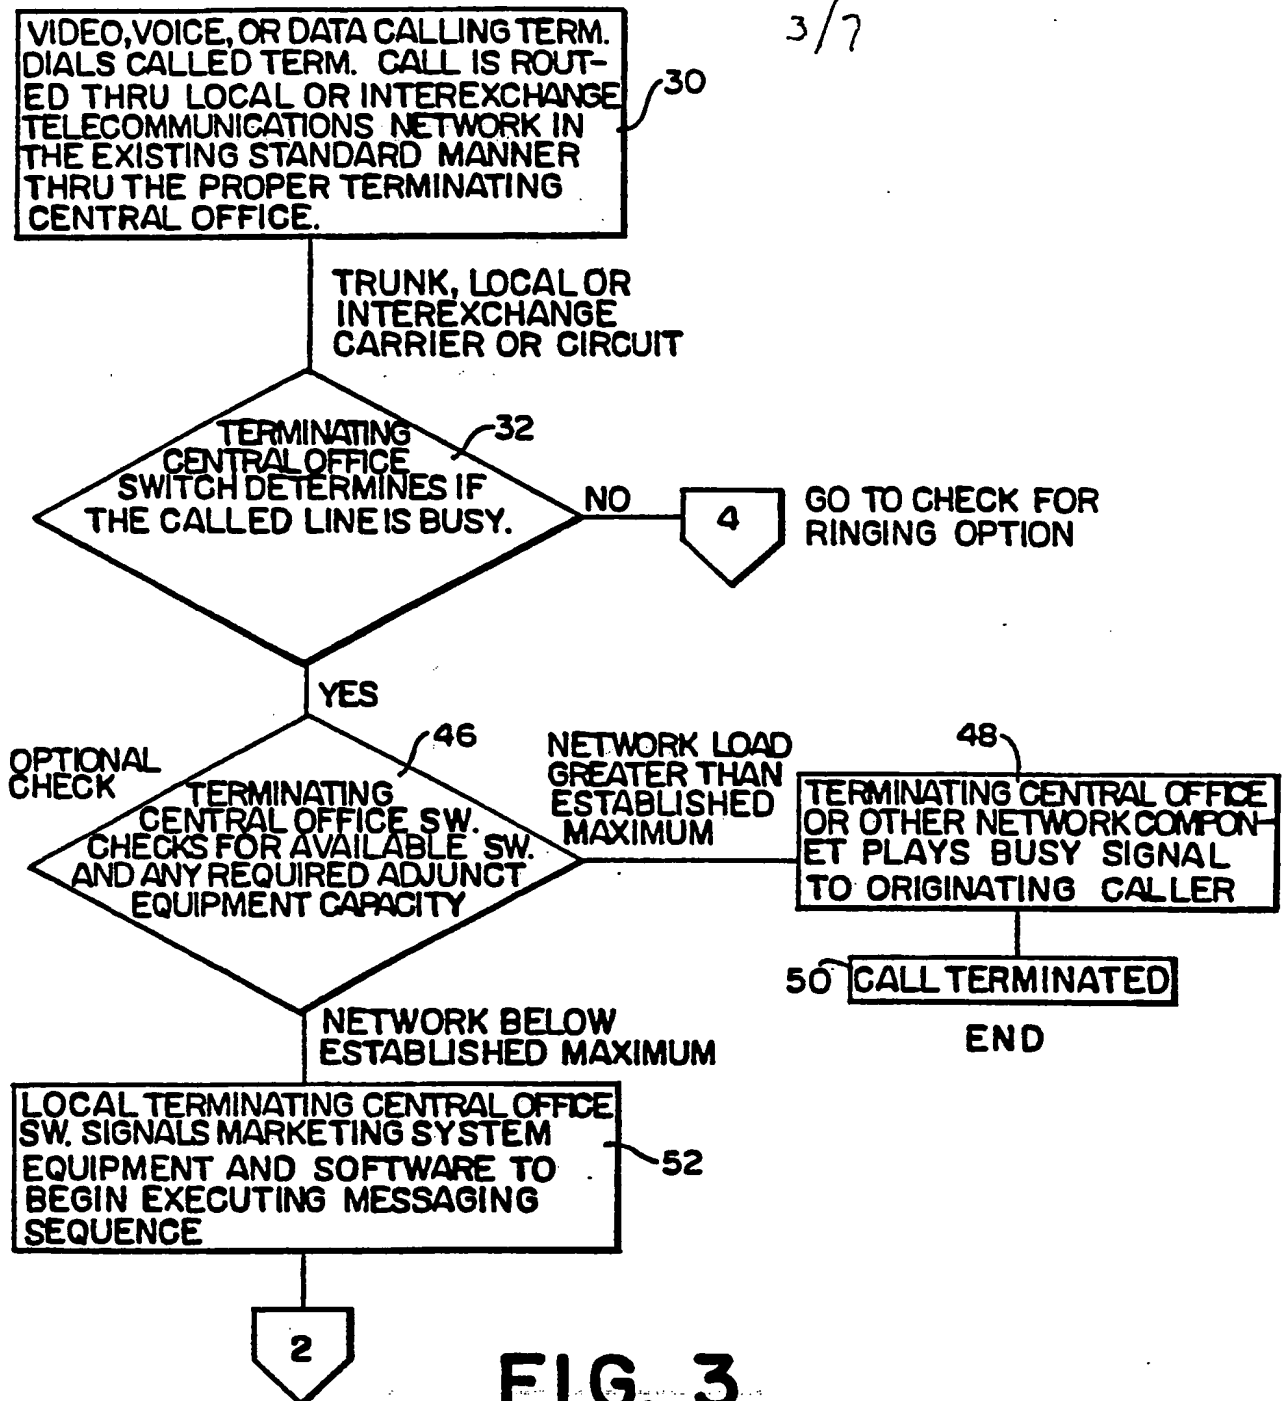 3/7
VIDEO, VOICE, OR DATA CALLING TERM.
DIALS CALLED TERM. CALL IS ROUT-
ED THRU LOCAL OR INTEREXCHANGE
TELECOMMUNICATIONS NETWORK IN
THE EXISTING STANDARD MANNER
THRU THE PROPER TERMINATING
CENTRAL OFFICE.
30
TRUNK, LOCAL OR
INTEREXCHANGE
CARRIER OR CIRCUIT
TERMINATING
CENTRAL OFFICE
SWITCH DETERMINES IF
THE CALLED LINE IS BUSY.
32
NO
4
GO TO CHECK FOR
RINGING OPTION
YES
OPTIONAL
CHECK
46
TERMINATING
CENTRAL OFFICE SW.
CHECKS FOR AVAILABLE SW.
AND ANY REQUIRED ADJUNCT
EQUIPMENT CAPACITY
NETWORK LOAD
GREATER THAN
ESTABLISHED
MAXIMUM
48
TERMINATING CENTRAL OFFICE
OR OTHER NETWORK COMPON-
ET PLAYS BUSY SIGNAL
TO ORIGINATING CALLER
50
CALL TERMINATED
END
NETWORK BELOW
ESTABLISHED MAXIMUM
LOCAL TERMINATING CENTRAL OFFICE
SW. SIGNALS MARKETING SYSTEM
EQUIPMENT AND SOFTWARE TO
BEGIN EXECUTING MESSAGING
SEQUENCE
52
2
FIG. 3